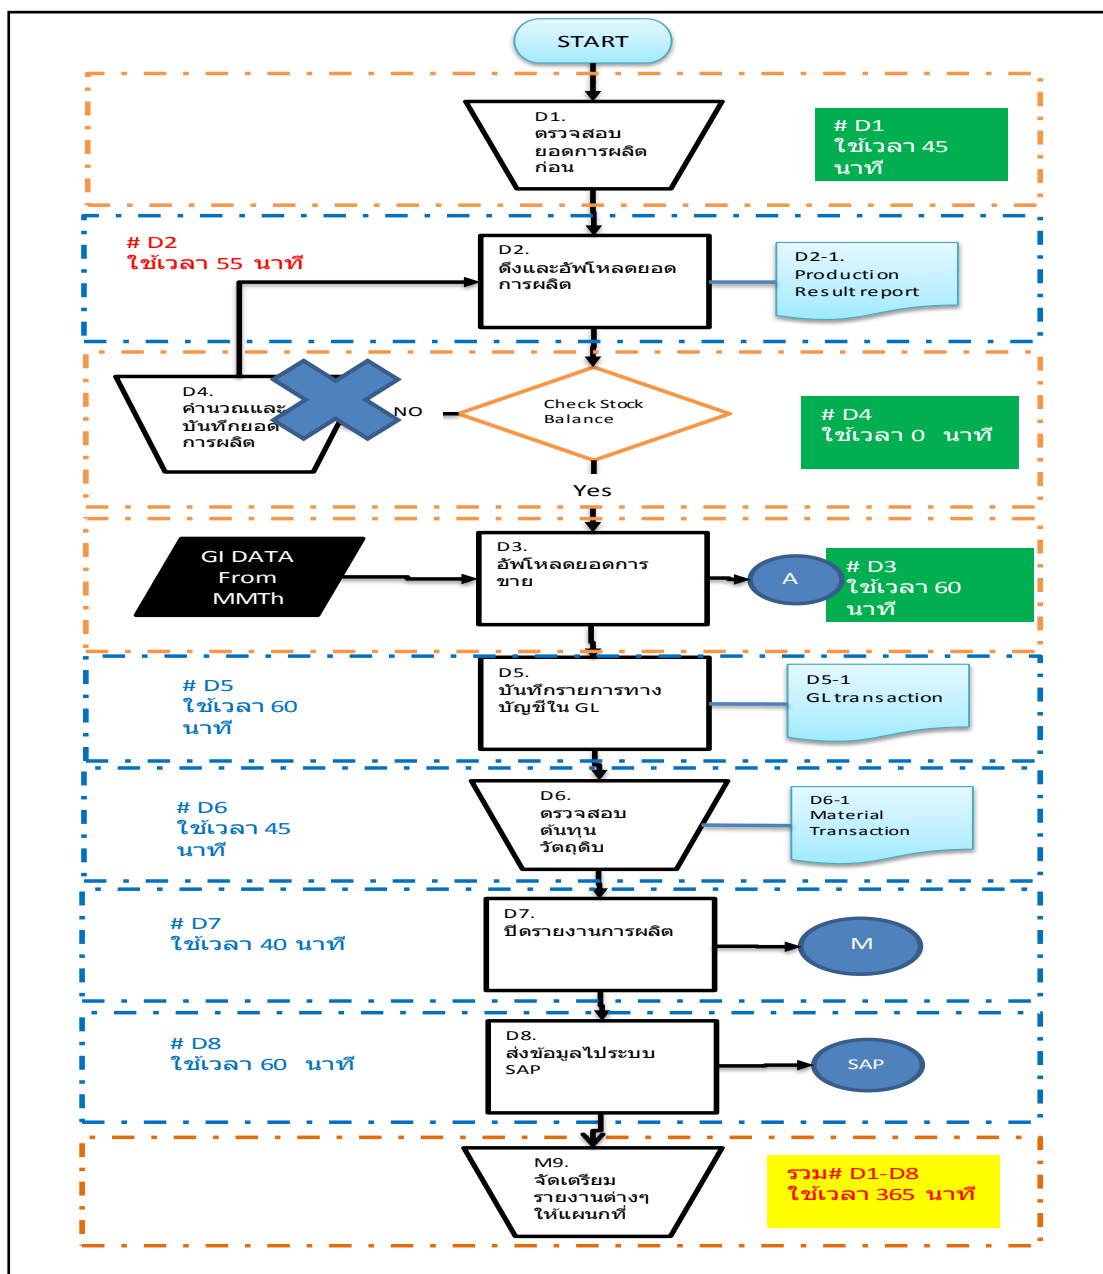 START
D1.
ตรวจสอบ
ยอดการผลิต
ก่อน
# D1
ใช้เวลา 45
นาที
# D2
ใช้เวลา 55 นาที
D2.
ดึงและอัพโหลดยอด
การผลิต
D2-1.
Production
Result report
D4.
คำนวณและ
บันทึกยอด
การผลิต
NO
Check Stock
Balance
# D4
ใช้เวลา 0 นาที
Yes
GI DATA
From
MMTh
D3.
อัพโหลดยอดการ
ขาย
A
# D3
ใช้เวลา 60
นาที
# D5
ใช้เวลา 60
นาที
D5.
บันทึกรายการทาง
บัญชีใน GL
D5-1
GL transaction
# D6
ใช้เวลา 45
นาที
D6.
ตรวจสอบ
ต้นทุน
วัตถุดิบ
D6-1
Material
Transaction
# D7
ใช้เวลา 40 นาที
D7.
ปิดรายงานการผลิต
M
# D8
ใช้เวลา 60 นาที
D8.
ส่งข้อมูลไประบบ
SAP
SAP
M9.
จัดเตรียม
รายงานต่างๆ
ให้แผนกที่
รวม# D1-D8
ใช้เวลา 365 นาที